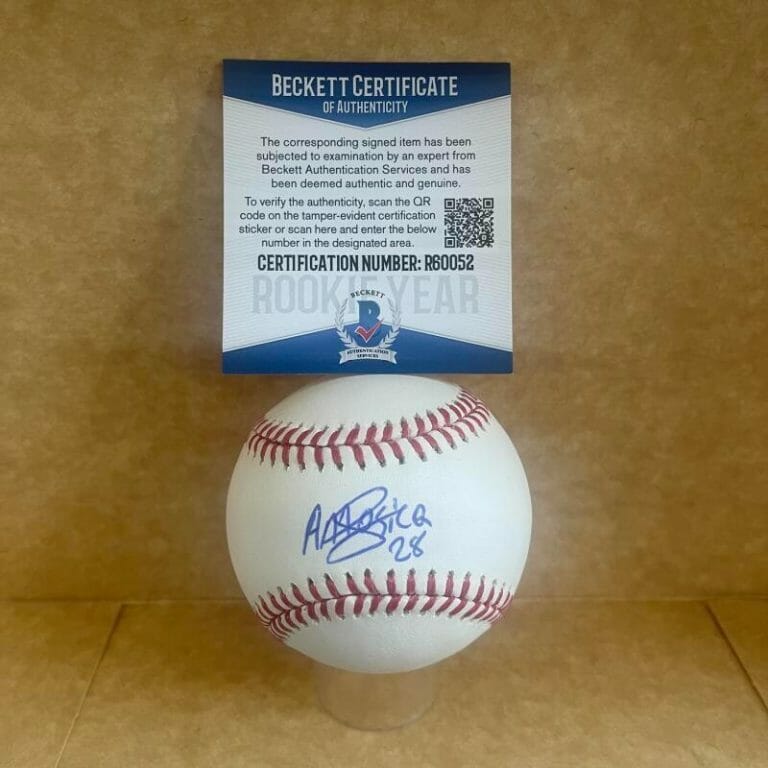 BECKETT CERTIFICATE
OF AUTHENTICITY
The corresponding signed item has been
subjected to examination by an expert from
Beckett Authentication Services and has
been deemed authentic and genuine.
To verify the authenticity, scan the QR
code on the tamper-evident certification
sticker or scan here and enter the below
number in the designated area.
CERTIFICATION NUMBER: R60052
ROOKIE YEAR
BECKETT
B
AUTHENTICATION
SERVICES
28